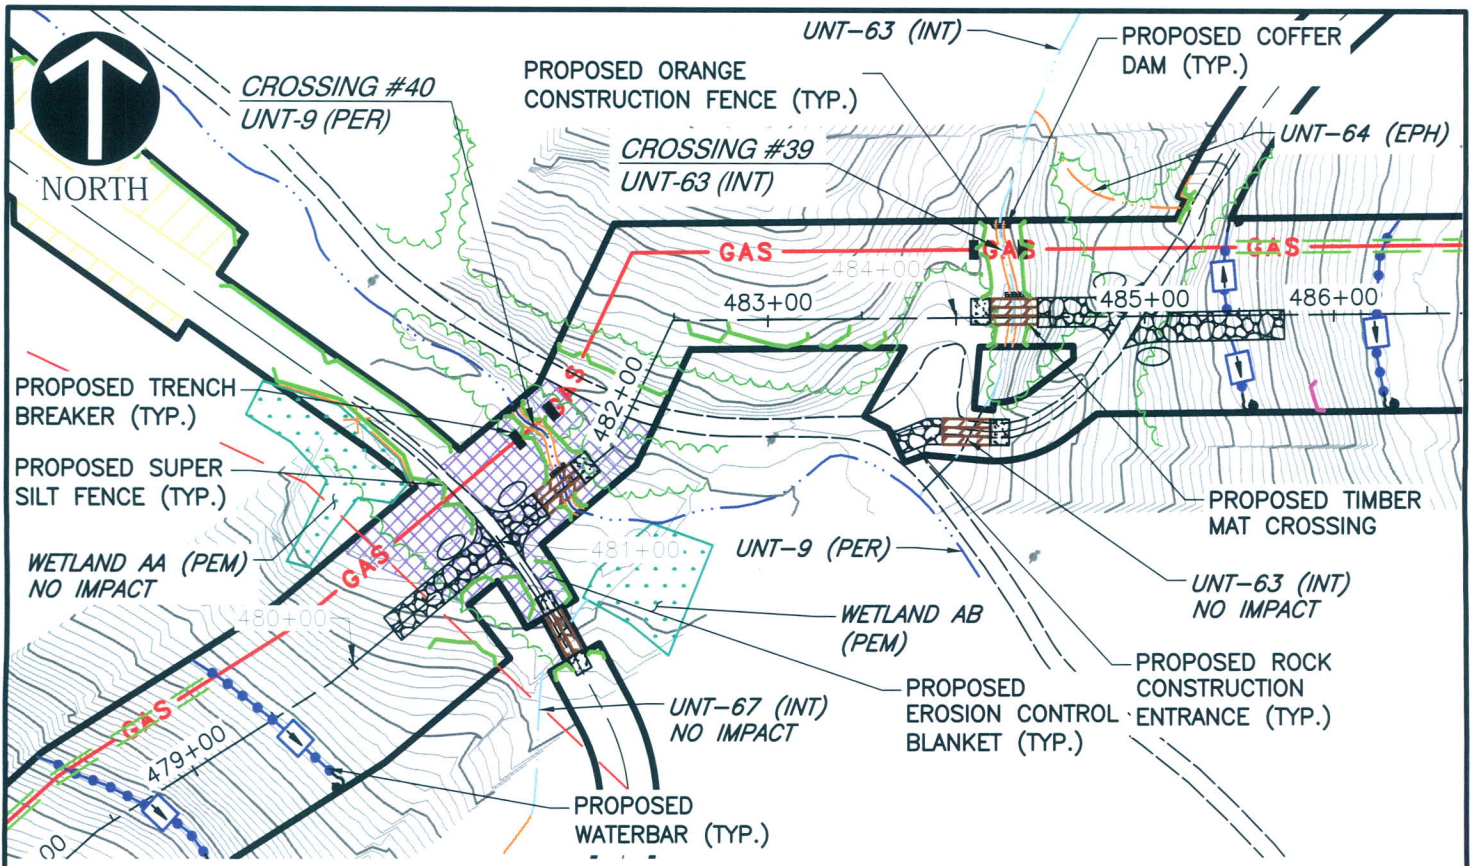 UNT-63 (INT)
PROPOSED COFFER
DAM (TYP.)
PROPOSED ORANGE
CONSTRUCTION FENCE (TYP.)
CROSSING #40
UNT-9 (PER)
NORTH
CROSSING #39
UNT-63 (INT)
UNT-64 (EPH)
GAS
GAS
GAS
484+00
483+00
485+00
486+00
PROPOSED TRENCH
BREAKER (TYP.)
GAS
482+00
PROPOSED SUPER
SILT FENCE (TYP.)
PROPOSED TIMBER
MAT CROSSING
WETLAND AA (PEM)
NO IMPACT
GAS
481+00
UNT-9 (PER)
UNT-63 (INT)
NO IMPACT
480+00
WETLAND AB
(PEM)
PROPOSED ROCK
CONSTRUCTION
ENTRANCE (TYP.)
PROPOSED
EROSION CONTROL
BLANKET (TYP.)
UNT-67 (INT)
NO IMPACT
GAS
479+00
PROPOSED
WATERBAR (TYP.)
00